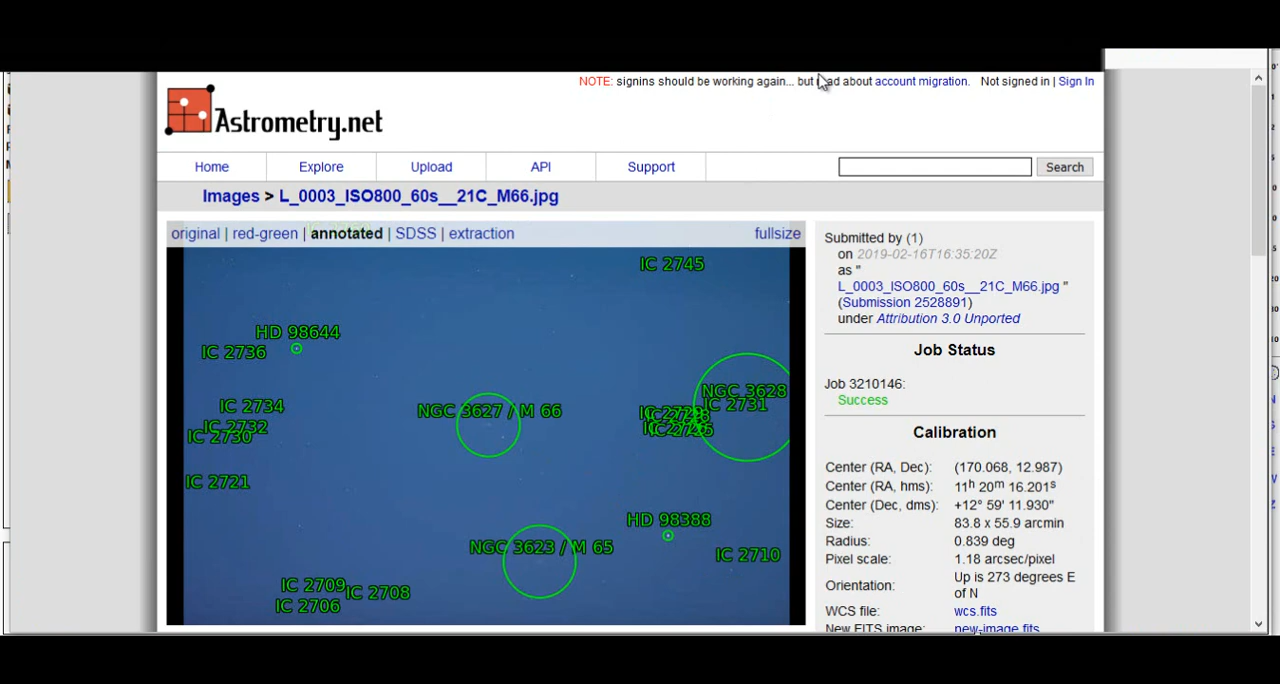 NOTE: signins should be working again... but read about account migration. Not signed in | Sign In
Astrometry.net
Home Explore Upload API Support Search
Images > L_0003_ISO800_60s__21C_M66.jpg
original | red-green | annotated | SDSS | extraction fullsize
IC 2745
HD 98644
IC 2736
NGC 3628
IC 2731
IC 2734
NGC 3627 / M 66
IC 2732
IC 2730
IC 2721
HD 98388
NGC 3623 / M 65
IC 2710
IC 2709
IC 2708
IC 2706
Submitted by (1)
on 2019-02-16T16:35:20Z
as "
L_0003_ISO800_60s__21C_M66.jpg "
(Submission 2528891)
under Attribution 3.0 Unported
Job Status
Job 3210146:
Success
Calibration
Center (RA, Dec): (170.068, 12.987)
Center (RA, hms): 11h 20m 16.201s
Center (Dec, dms): +12° 59' 11.930"
Size: 83.8 x 55.9 arcmin
Radius: 0.839 deg
Pixel scale: 1.18 arcsec/pixel
Orientation: Up is 273 degrees E
of N
WCS file: wcs.fits
New FITS image: new-image.fits